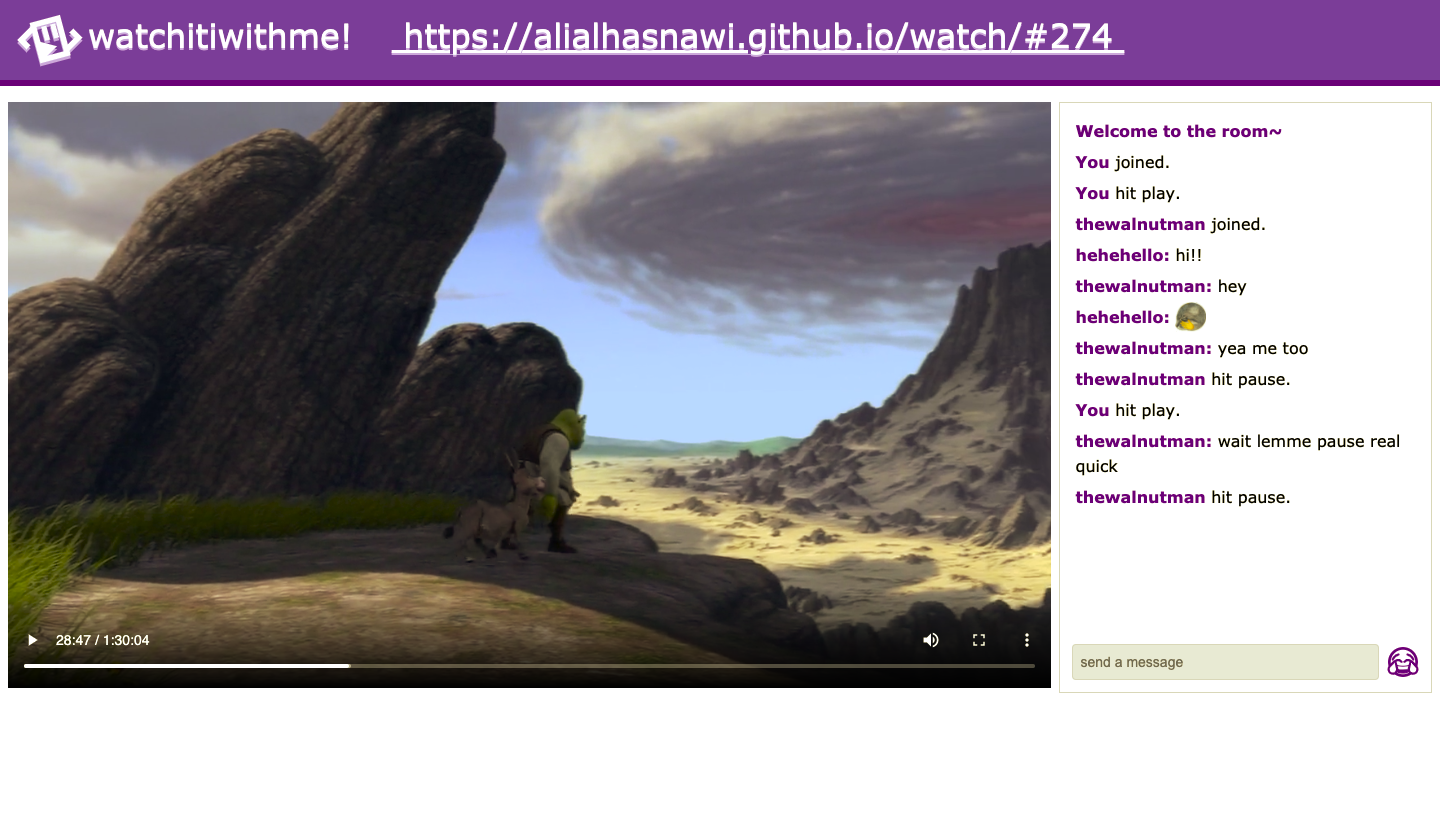 watchitiwithme!
https://alialhasnawi.github.io/watch/#274
Welcome to the room~
You joined.
You hit play.
thewalnutman joined.
hehehello: hi!!
thewalnutman: hey
hehehello:
thewalnutman: yea me too
thewalnutman hit pause.
You hit play.
thewalnutman: wait lemme pause real
quick
thewalnutman hit pause.
28:47 / 1:30:04
send a message